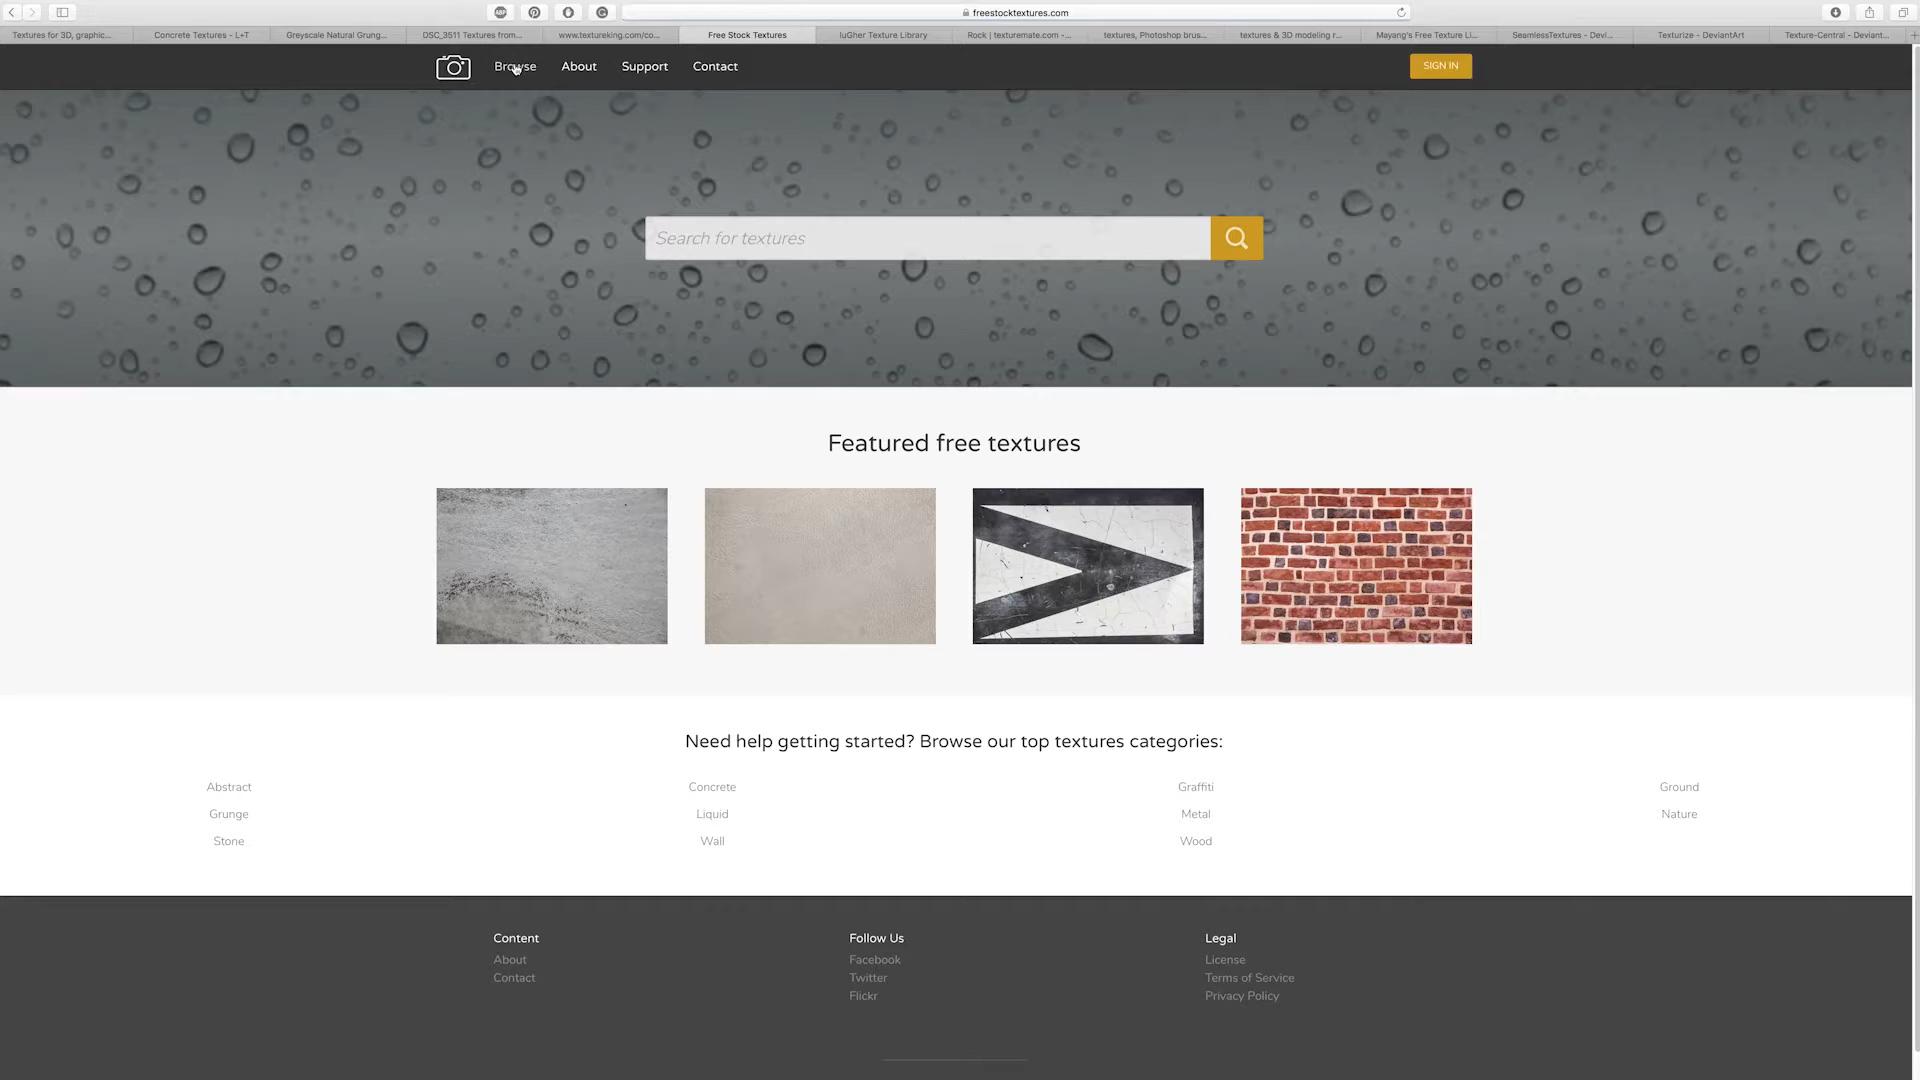 ABP
freestocktextures.com
Textures for 3D, graphic...
Concrete Textures - L+T
Greyscale Natural Grung...
DSC_3511 Textures from...
www.textureking.com/co...
Free Stock Textures
luGher Texture Library
Rock | texturemate.com -...
textures, Photoshop brus...
textures & 3D modeling r...
Mayang's Free Texture Li...
SeamlessTextures - Devi...
Texturize - DeviantArt
Texture-Central - Deviant...
Browse About Support Contact
SIGN IN
Search for textures
Featured free textures
Need help getting started? Browse our top textures categories:
Abstract Concrete Graffiti Ground
Grunge Liquid Metal Nature
Stone Wall Wood
Content Follow Us Legal
About Facebook License
Contact Twitter Terms of Service
Flickr Privacy Policy